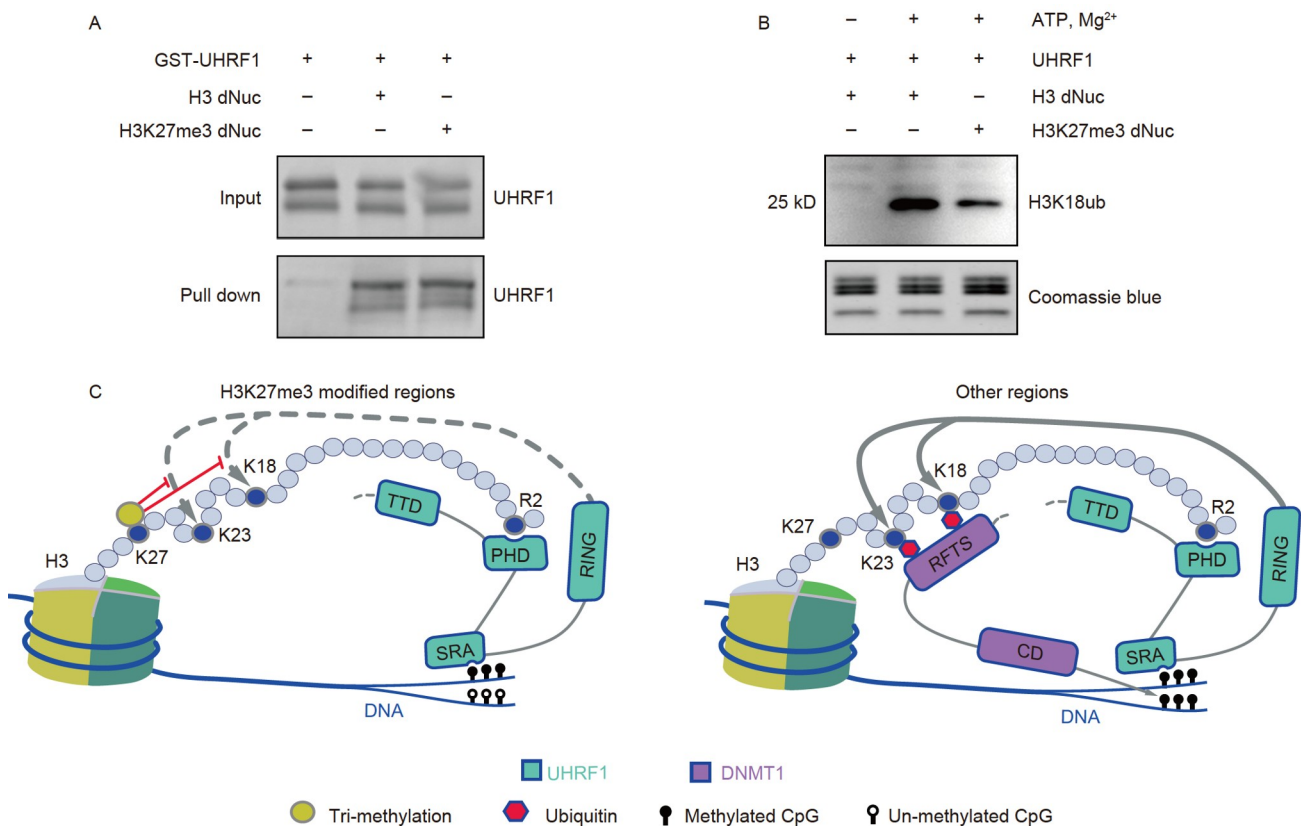 A
GST-UHRF1 + + +
H3 dNuc – + –
H3K27me3 dNuc – – +
Input UHRF1
Pull down UHRF1
B
– + + ATP, Mg²⁺
+ + + UHRF1
+ + – H3 dNuc
– – + H3K27me3 dNuc
25 kD H3K18ub
Coomassie blue
C H3K27me3 modified regions
K18
TTD
R2
K27
K23
PHD
RING
H3
SRA
DNA
Other regions
K18
TTD
R2
K27
K23
RFTS
PHD
RING
H3
CD
SRA
DNA
UHRF1 DNMT1
Tri-methylation Ubiquitin Methylated CpG Un-methylated CpG